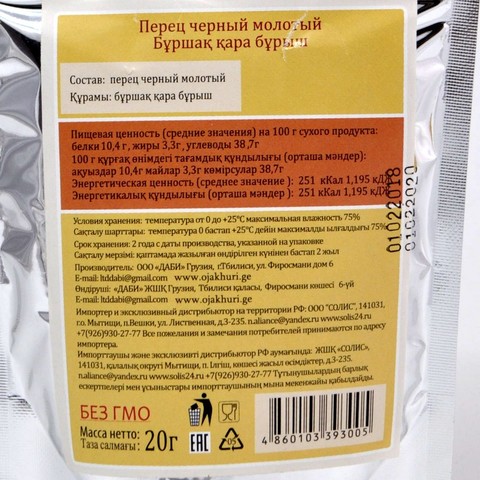 Перец черный молотый
Бұршақ қара бұрыш
Состав: перец черный молотый
Құрамы: бұршақ қара бұрыш
Пищевая ценность (средние значения) на 100 г сухого продукта:
белки 10,4 г, жиры 3,3г , углеводы 38,7г
100 г құрғақ өнімдегі тағамдық құндылығы (орташа мәндер):
ақуыздар 10,4г майлар 3,3г көмірсулар 38,7г
Энергетическая ценность (среднее значение ): 251 кКал 1,195 кДж
Энергетикалық құндылығы (орташа мәндер) : 251 кКал 1,195 кДж
01022018
01022020
Условия хранения: температура от 0 до +25°С максимальная влажность 75%
Сақталу шарттары: температура 0 бастап +25°С дейін максималды ылғалдығы 75%
Срок хранения: 2 года с даты производства, указанной на упаковке
Сақталу мерзімі: қаптамада жазылған өндірілген күнінен бастап 2 жыл
Производитель: ООО «ДАБИ» Грузия, г.Тбилиси, ул. Фиросмани дом 6
E-mail: ltddabi@gmail.com www.ojakhuri.ge
Өндіруші: «ДАБИ» ЖШҚ Грузия, Тбилиси қаласы, Фиросмани көшесі 6-үй
E-mail: ltddabi@gmail.com www.ojakhuri.ge
Импортер и эксклюзивный дистрибьютор на территории РФ: ООО "СОЛИС", 141031,
го. Мытищи, п.Вешки, ул. Лиственная, д.3-235. n.aliance@yandex.ru www.solis24.ru
+7(926)930-27-77 Все пожелания и замечания потребителей принимаются по адресу
импортера.
Импорттаушы және эксклюзивті дистрибьютор РФ аумағында: ЖШҚ «СОЛИС»,
141031, қалалық округі Мытищи, п. көшесі, д.3-235.
n.aliance@yandex.ru www.solis24.ru +7(926)930-27-77 Тұтынушылардың барлық
ескертпелері мен ұсыныстары импорттаушының мына мекенжайы қабылдайды.
БЕЗ ГМО
Масса нетто:
Таза салмағы : 20г
EAC
05
4 860103 393005